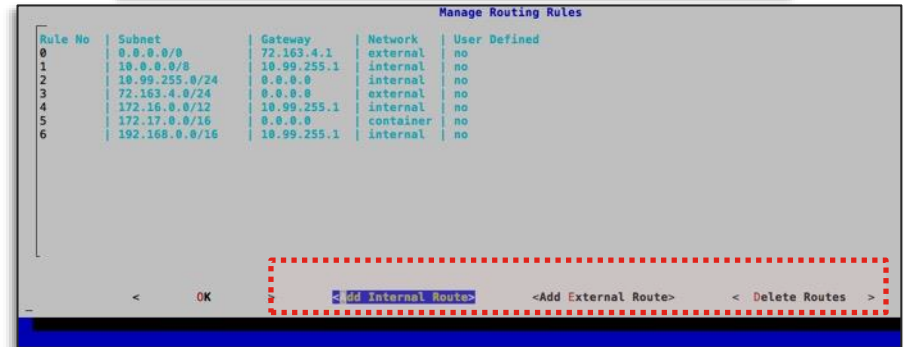 Manage Routing Rules
Rule No | Subnet | Gateway | Network | User Defined
0 | 0.0.0.0/0 | 72.163.4.1 | external | no
1 | 10.0.0.0/8 | 10.99.255.1 | internal | no
2 | 10.99.255.0/24 | 0.0.0.0 | internal | no
3 | 72.163.4.0/24 | 0.0.0.0 | external | no
4 | 172.16.0.0/12 | 10.99.255.1 | internal | no
5 | 172.17.0.0/16 | 0.0.0.0 | container | no
6 | 192.168.0.0/16 | 10.99.255.1 | internal | no
< OK > <Add Internal Route> <Add External Route> < Delete Routes >